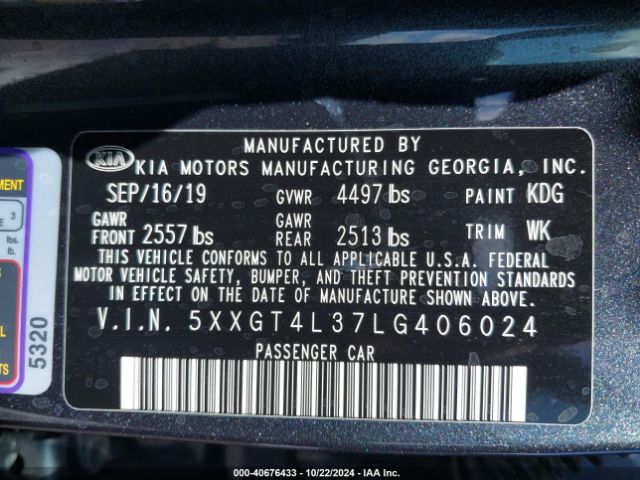 MANUFACTURED BY
KIA KIA MOTORS MANUFACTURING GEORGIA, INC.
SEP/16/19 GVWR 4497 lbs PAINT KDG
GAWR FRONT 2557 lbs GAWR REAR 2513 lbs TRIM WK
THIS VEHICLE CONFORMS TO ALL APPLICABLE U.S.A. FEDERAL
MOTOR VEHICLE SAFETY, BUMPER, AND THEFT PREVENTION STANDARDS
IN EFFECT ON THE DATE OF MANUFACTURE SHOWN ABOVE.
V.I.N. 5XXGT4L37LG406024
PASSENGER CAR
3
lbs.
5320
000-40676433 - 10/22/2024 - IAA Inc.